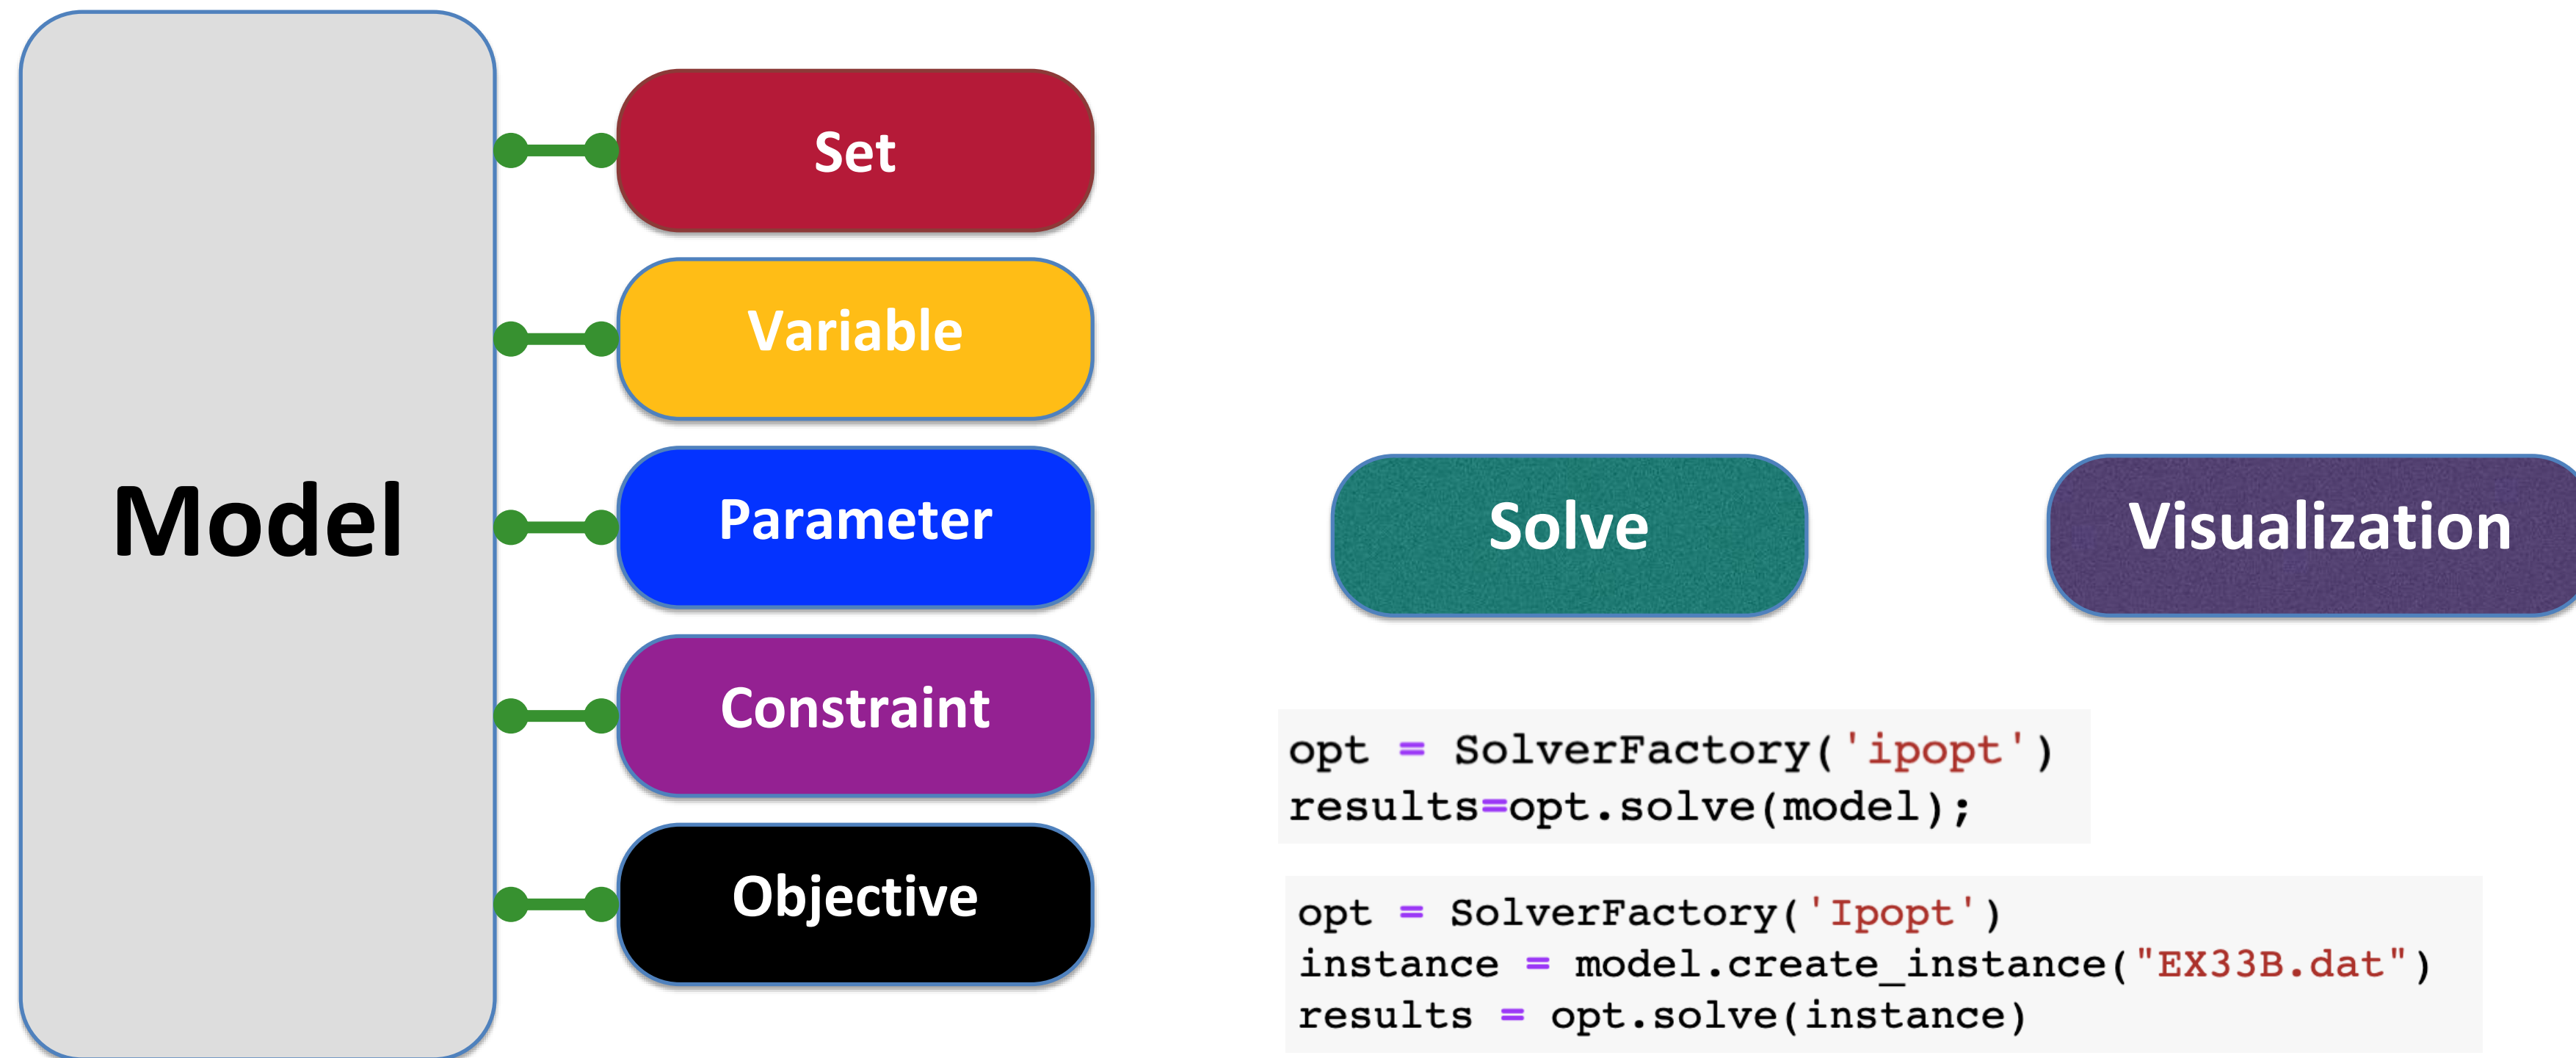 Model
Set
Variable
Parameter
Constraint
Objective
Solve
Visualization
opt = SolverFactory('ipopt')
results=opt.solve(model);
opt = SolverFactory('Ipopt')
instance = model.create_instance("EX33B.dat")
results = opt.solve(instance)